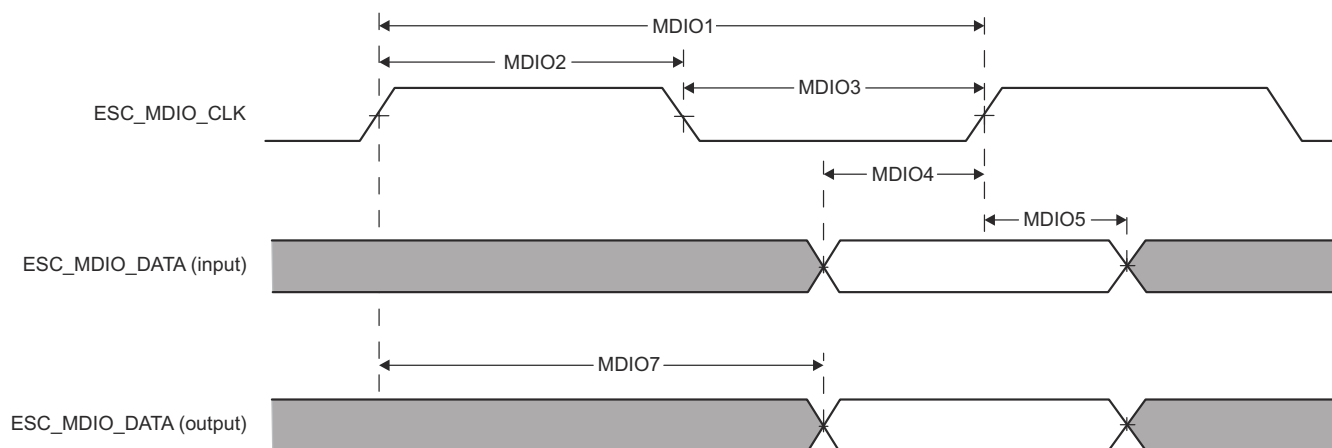 MDIO1
MDIO2
MDIO3
ESC_MDIO_CLK
MDIO4
MDIO5
ESC_MDIO_DATA (input)
MDIO7
ESC_MDIO_DATA (output)